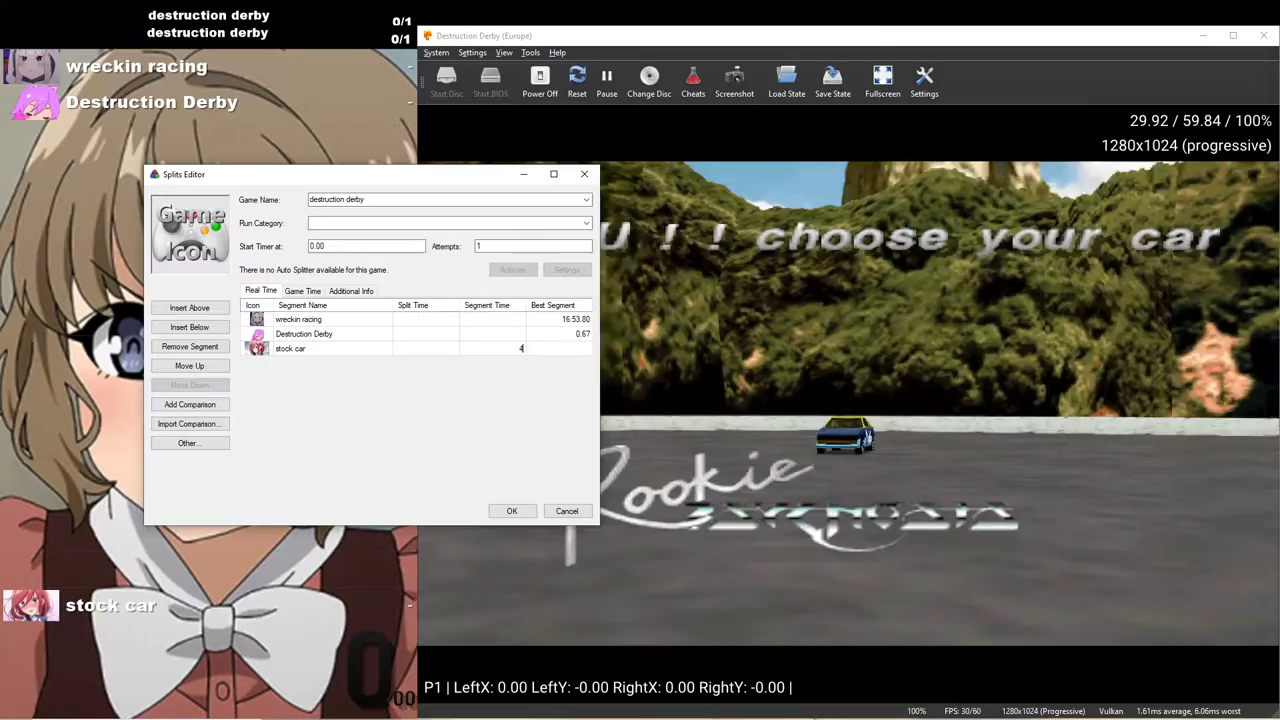 destruction derby 0/1
destruction derby 0/1
wreckin racing -
Destruction Derby -
stock car -
00
Destruction Derby (Europe)
System Settings View Tools Help
Start Disc Start BIOS Power Off Reset Pause Change Disc Cheats Screenshot Load State Save State Fullscreen Settings
29.92 / 59.84 / 100%
1280x1024 (progressive)
U ! ! choose your car
Rookie
P1 | LeftX: 0.00 LeftY: -0.00 RightX: 0.00 RightY: -0.00 |
100% FPS: 30/60 1280x1024 (Progressive) Vulkan 1.61ms average, 6.06ms worst
Splits Editor
Game Icon
Game Name: destruction derby
Run Category:
Start Timer at: 0.00 Attempts: 1
There is no Auto Splitter available for this game. Activate Settings
Real Time Game Time Additional Info
Icon Segment Name Split Time Segment Time Best Segment
wreckin racing 16:53.80
Destruction Derby 0.67
stock car 4
Insert Above
Insert Below
Remove Segment
Move Up
Move Down
Add Comparison
Import Comparison...
Other...
OK Cancel